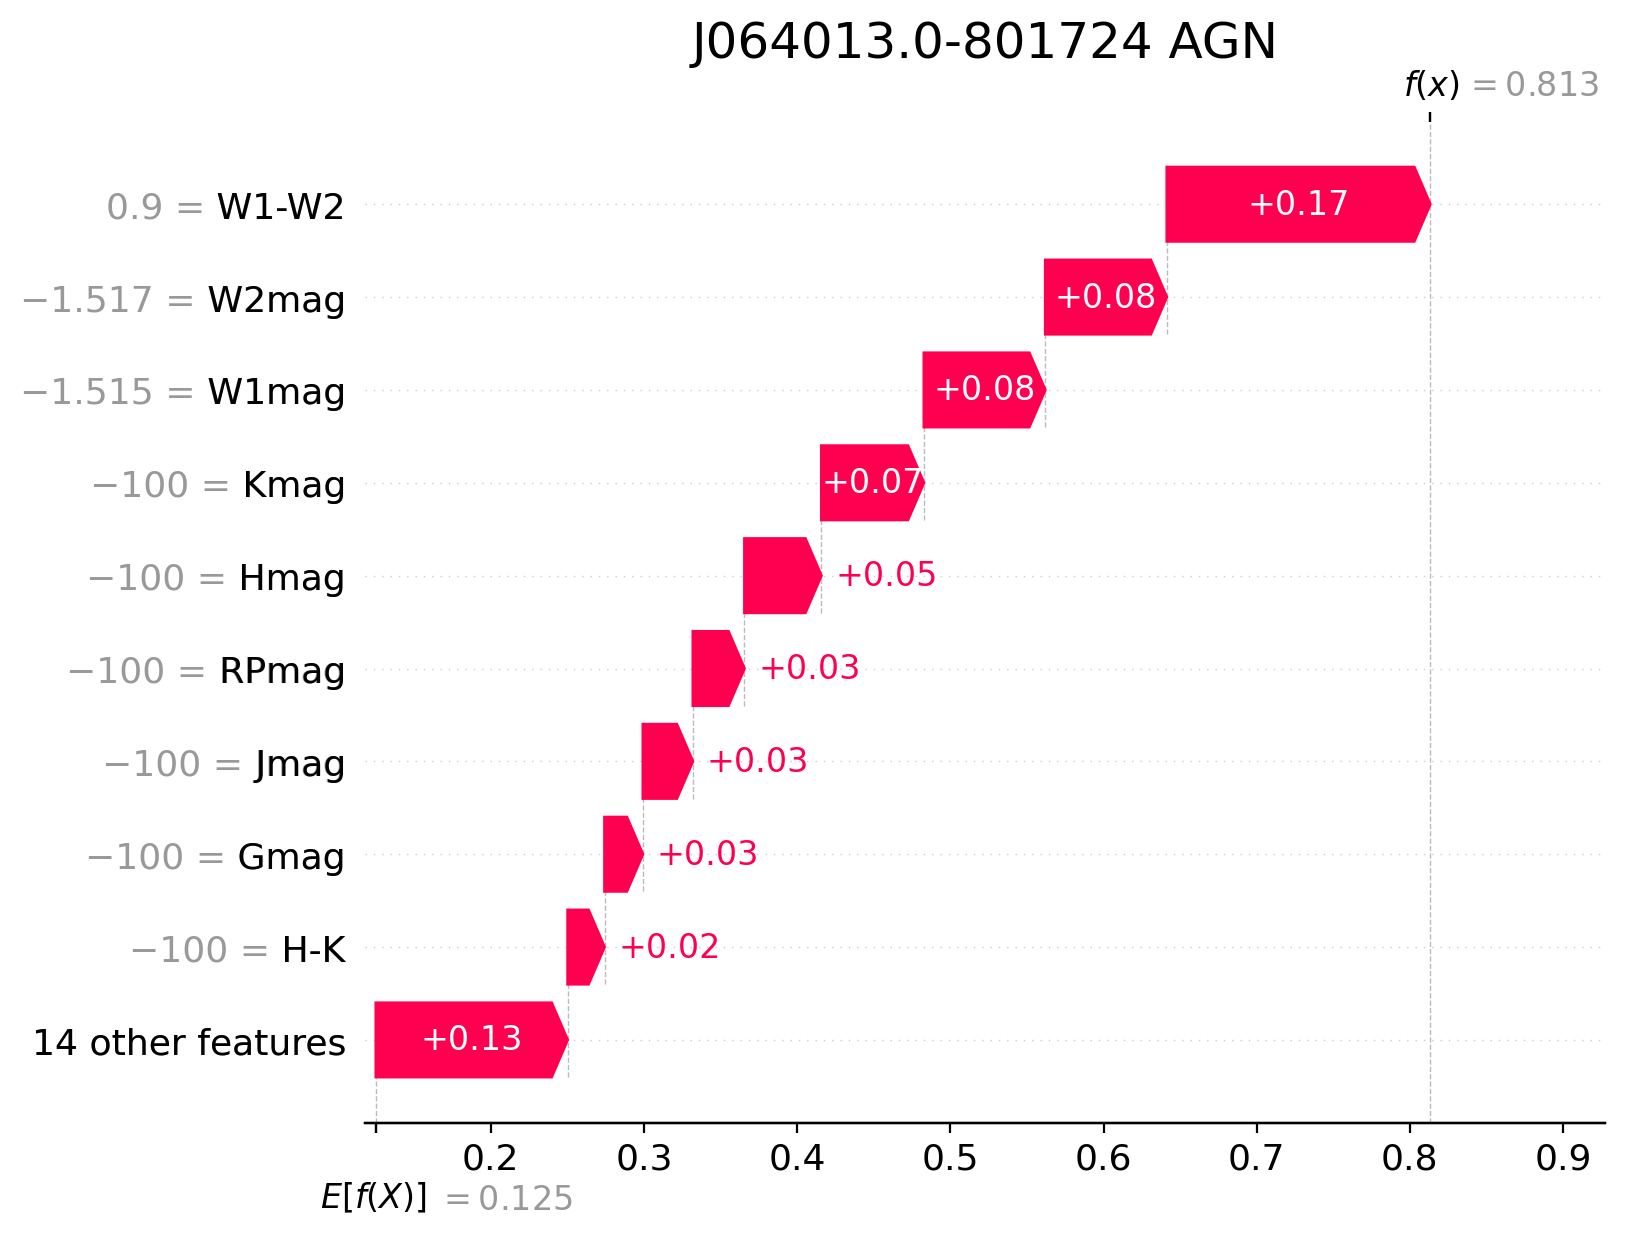 J064013.0-801724 AGN
f(x) = 0.813
0.9 = W1-W2
+0.17
−1.517 = W2mag
+0.08
−1.515 = W1mag
+0.08
−100 = Kmag
+0.07
−100 = Hmag
+0.05
−100 = RPmag
+0.03
−100 = Jmag
+0.03
−100 = Gmag
+0.03
−100 = H-K
+0.02
14 other features
+0.13
0.2 0.3 0.4 0.5 0.6 0.7 0.8 0.9
E[f(X)] = 0.125